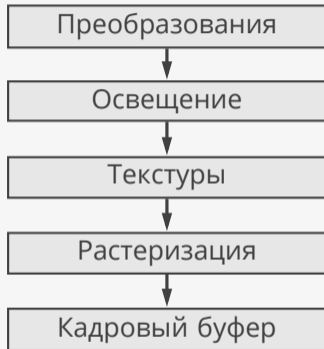 Преобразования
Освещение
Текстуры
Растеризация
Кадровый буфер